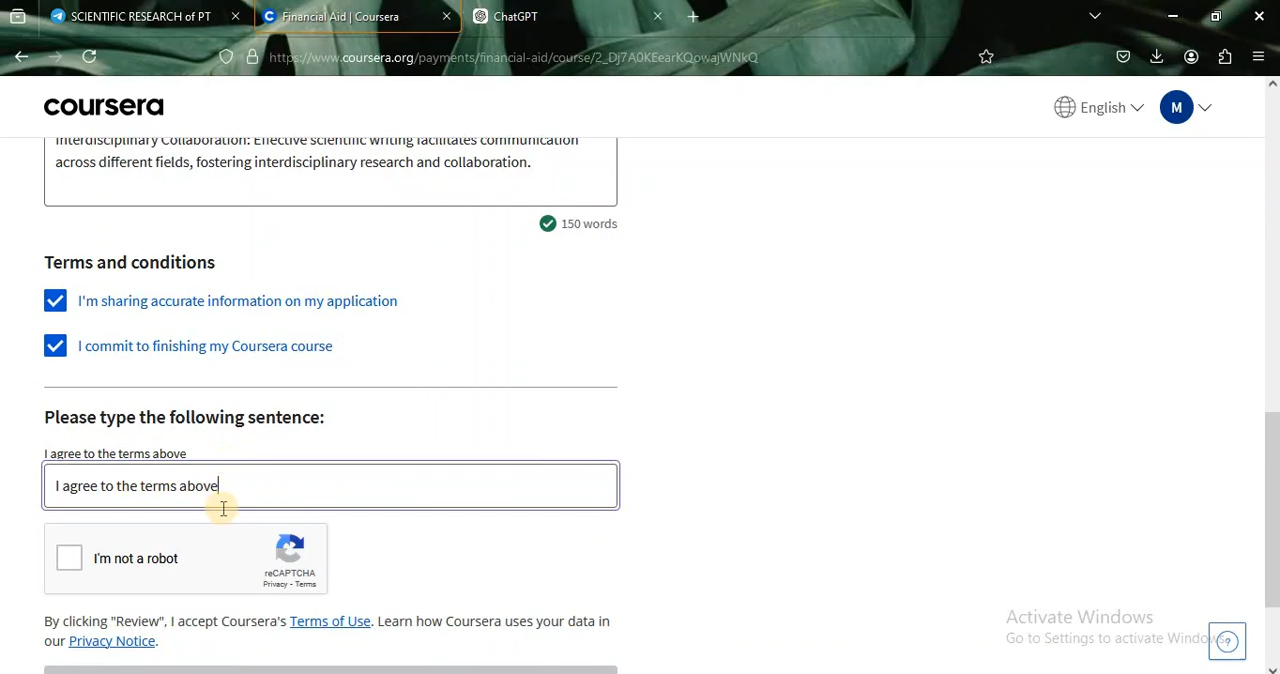 SCIENTIFIC RESEARCH of PT
Financial Aid | Coursera
ChatGPT
https://www.coursera.org/payments/financial-aid/course/2_Dj7A0KEearKQowajWNkQ
coursera
English
M
Interdisciplinary Collaboration: Effective scientific writing facilitates communication
across different fields, fostering interdisciplinary research and collaboration.
150 words
Terms and conditions
I'm sharing accurate information on my application
I commit to finishing my Coursera course
Please type the following sentence:
I agree to the terms above
I agree to the terms above
I'm not a robot
reCAPTCHA
Privacy - Terms
By clicking "Review", I accept Coursera's Terms of Use. Learn how Coursera uses your data in
our Privacy Notice.
Activate Windows
Go to Settings to activate Windows.